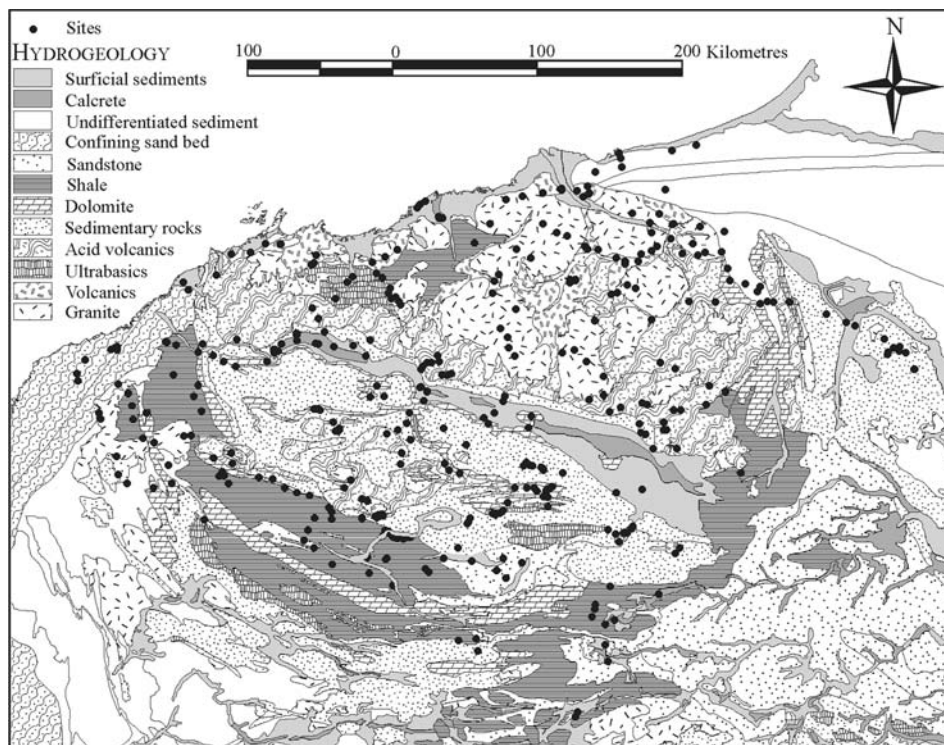 Sites
HYDROGEOLOGY
Surficial sediments
Calcrete
Undifferentiated sediment
Confining sand bed
Sandstone
Shale
Dolomite
Sedimentary rocks
Acid volcanics
Ultrabasics
Volcanics
Granite
100 0 100 200 Kilometres
N